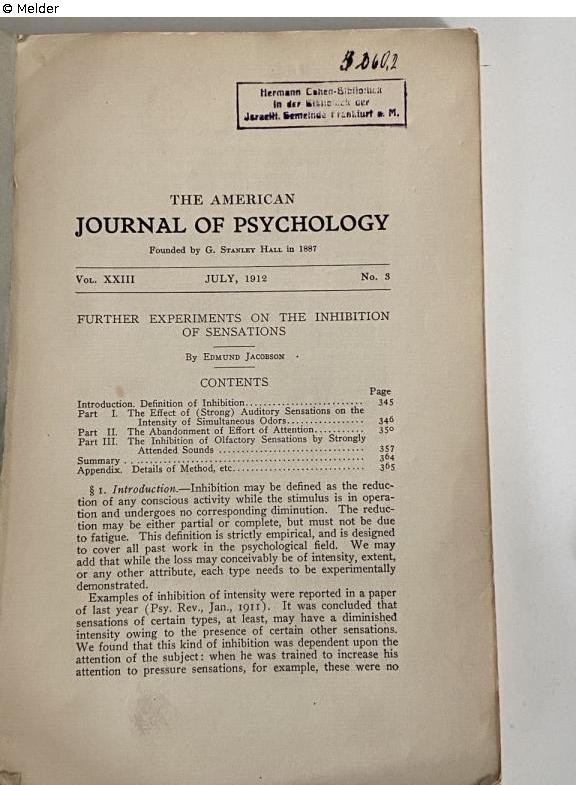 © Melder
Hermann Cohen-Bibliothek
in der Bibliothek der
Israelit. Gemeinde Frankfurt a. M.
THE AMERICAN
JOURNAL OF PSYCHOLOGY
Founded by G. STANLEY HALL in 1887
VOL. XXIII JULY, 1912 No. 3
FURTHER EXPERIMENTS ON THE INHIBITION
OF SENSATIONS
By EDMUND JACOBSON
CONTENTS
Page
Introduction. Definition of Inhibition......................... 345
Part I. The Effect of (Strong) Auditory Sensations on the
Intensity of Simultaneous Odors................. 346
Part II. The Abandonment of Effort of Attention........... 350
Part III. The Inhibition of Olfactory Sensations by Strongly
Attended Sounds ................................ 357
Summary ..................................................... 364
Appendix. Details of Method, etc............................. 365
§ 1. Introduction.—Inhibition may be defined as the reduc-
tion of any conscious activity while the stimulus is in opera-
tion and undergoes no corresponding diminution. The reduc-
tion may be either partial or complete, but must not be due
to fatigue. This definition is strictly empirical, and is designed
to cover all past work in the psychological field. We may
add that while the loss may conceivably be of intensity, extent,
or any other attribute, each type needs to be experimentally
demonstrated.
Examples of inhibition of intensity were reported in a paper
of last year (Psy. Rev., Jan., 1911). It was concluded that
sensations of certain types, at least, may have a diminished
intensity owing to the presence of certain other sensations.
We found that this kind of inhibition was dependent upon the
attention of the subject: when he was trained to increase his
attention to pressure sensations, for example, these were no